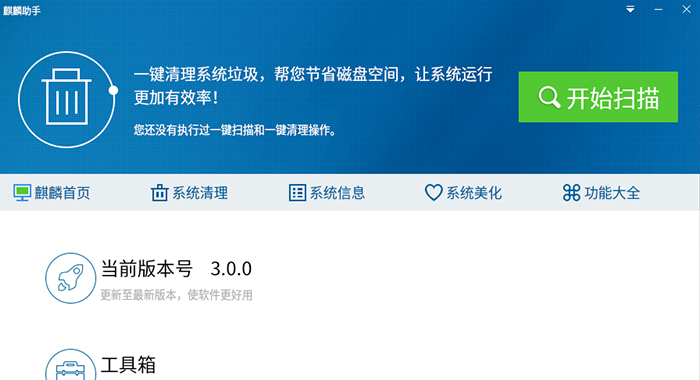 麒麟助手
一键清理系统垃圾，帮您节省磁盘空间，让系统运行
更加有效率！
您还没有执行过一键扫描和一键清理操作。
开始扫描
麒麟首页 系统清理 系统信息 系统美化 功能大全
当前版本号 3.0.0
更新至最新版本，使软件更好用
工具箱